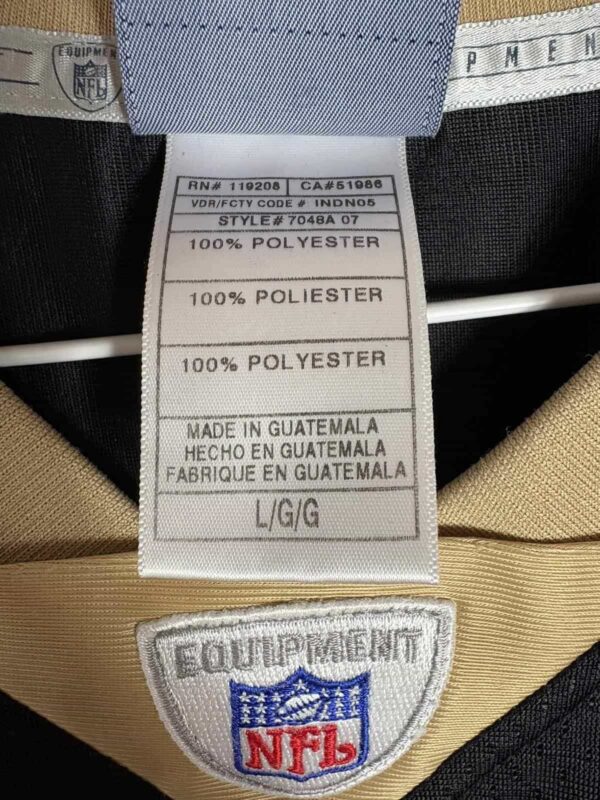 EQUIPMEN
NFL
PMEN
RN# 119208 CA#51986
VDR/FCTY CODE # INDN05
STYLE# 7048A 07
100% POLYESTER
100% POLIESTER
100% POLYESTER
MADE IN GUATEMALA
HECHO EN GUATEMALA
FABRIQUE EN GUATEMALA
L/G/G
EQUIPMENT
NFL